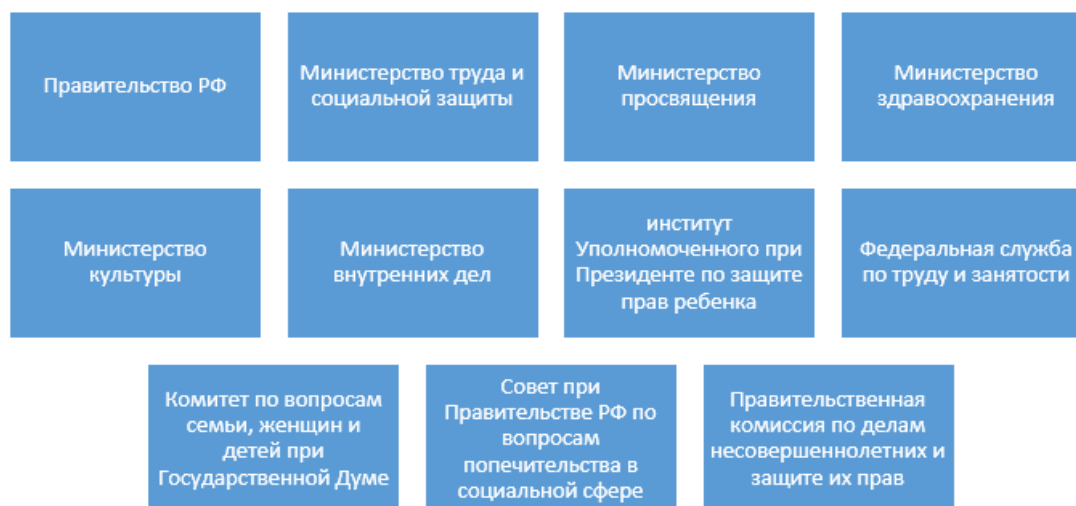 Правительство РФ
Министерство труда и
социальной защиты
Министерство
просвящения
Министерство
здравоохранения
Министерство
культуры
Министерство
внутренних дел
институт
Уполномоченного при
Президенте по защите
прав ребенка
Федеральная служба
по труду и занятости
Комитет по вопросам
семьи, женщин и
детей при
Государственной Думе
Совет при
Правительстве РФ по
вопросам
попечительства в
социальной сфере
Правительственная
комиссия по делам
несовершеннолетних и
защите их прав